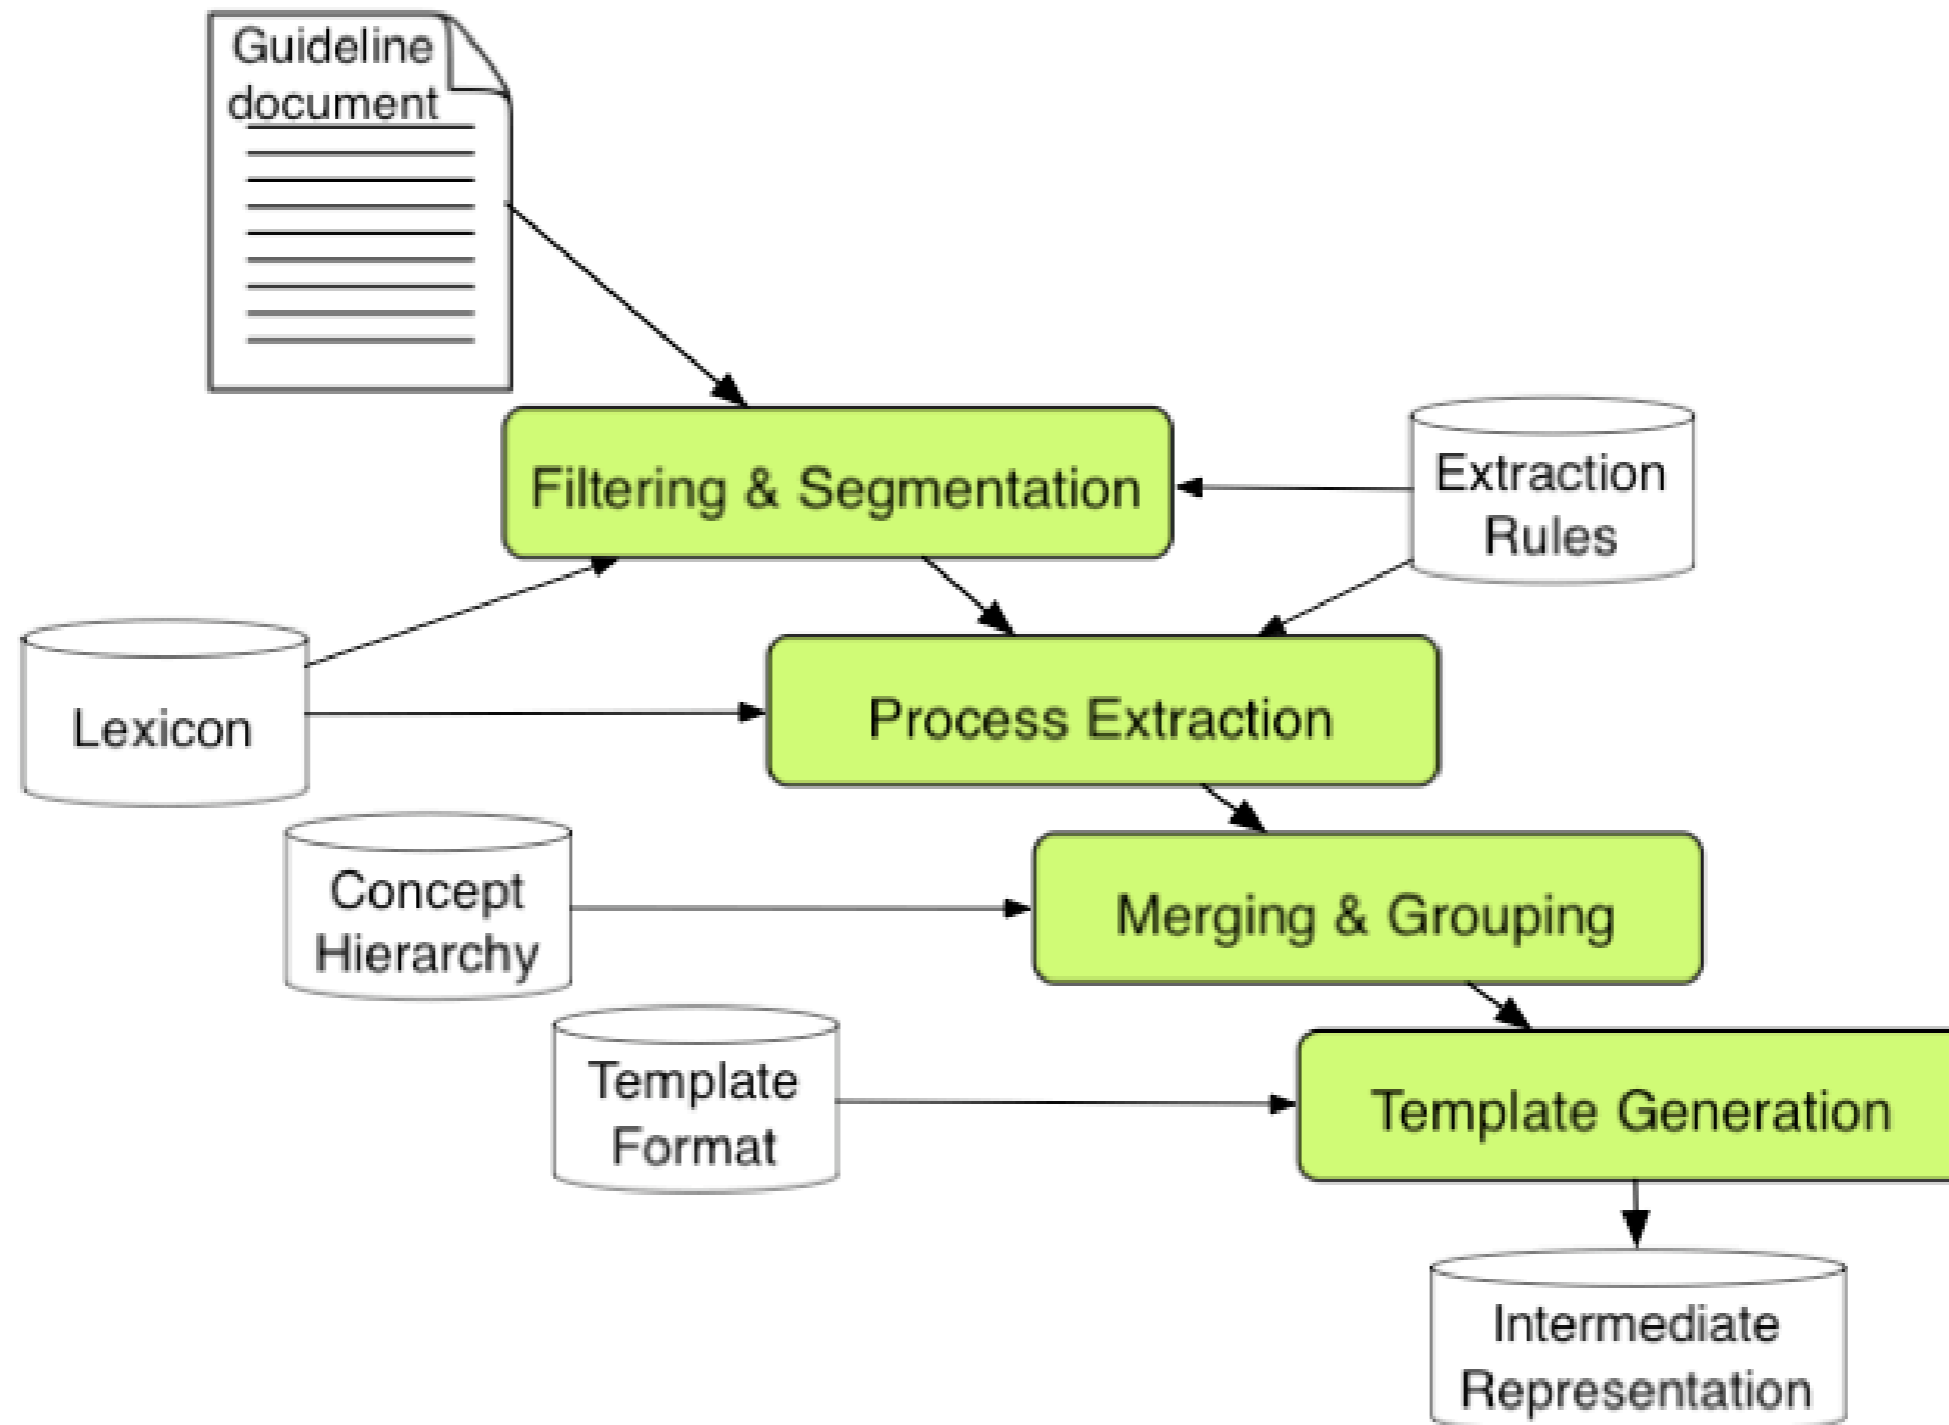 Guideline
document
Filtering & Segmentation
Extraction
Rules
Lexicon
Process Extraction
Concept
Hierarchy
Merging & Grouping
Template
Format
Template Generation
Intermediate
Representation